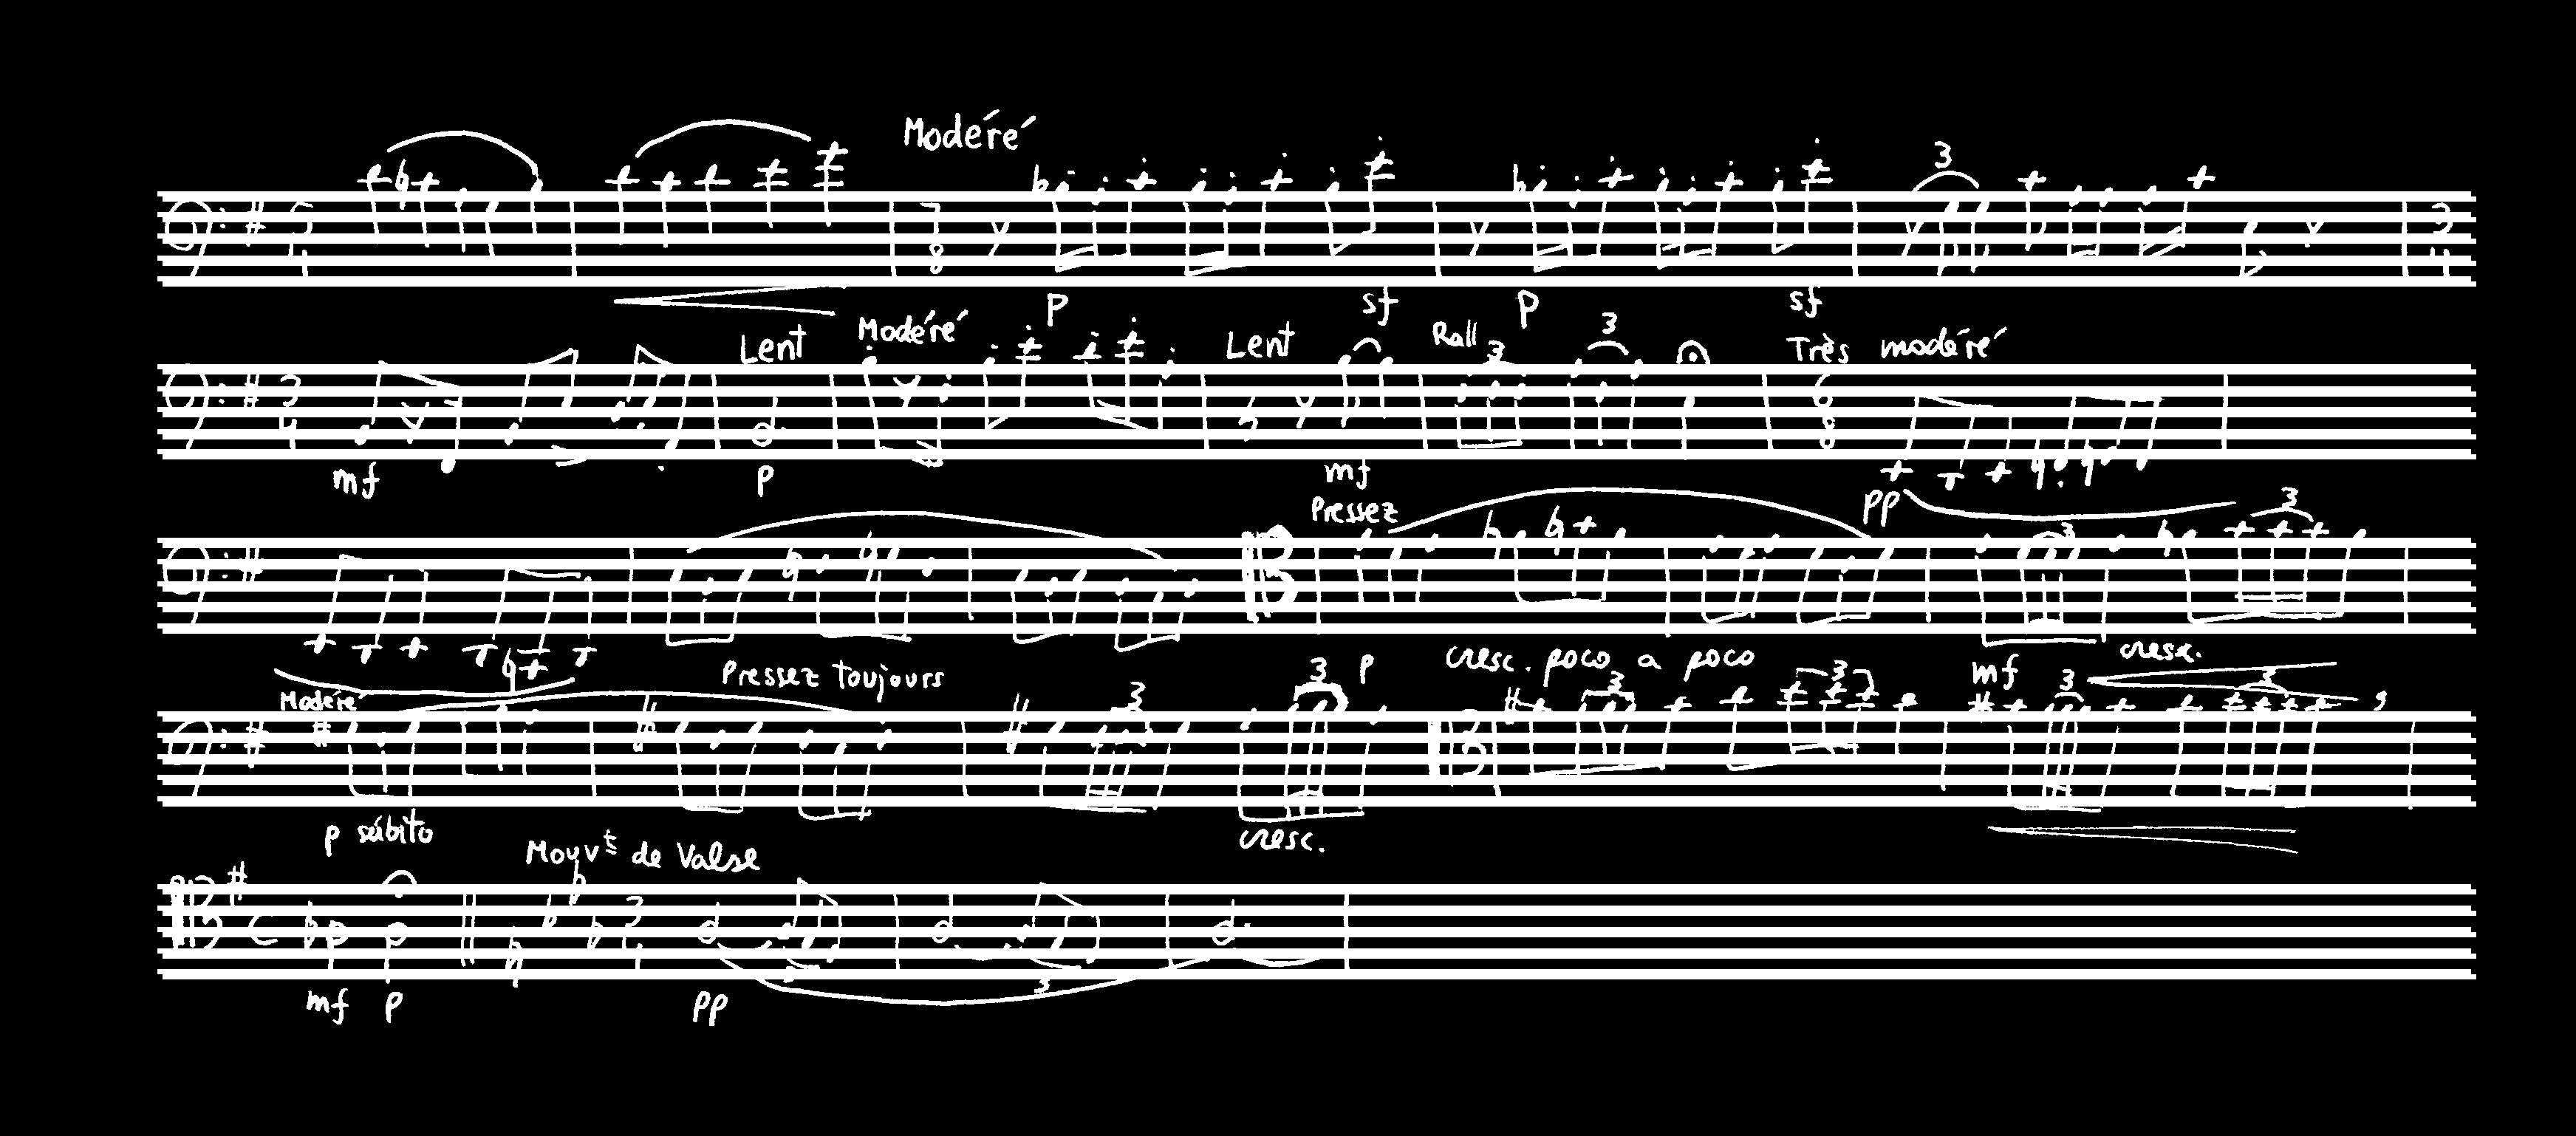 Modéré
3
p sf p sf
Lent Modéré Lent Rall 3 3 Très modéré
mf p mf pp
Pressez 3
3
p cresc. poco a poco mf cresc.
Modéré Pressez toujours 3 3 3 3 3 3
p súbito cresc.
Mouvt de Valse
3
mf p pp